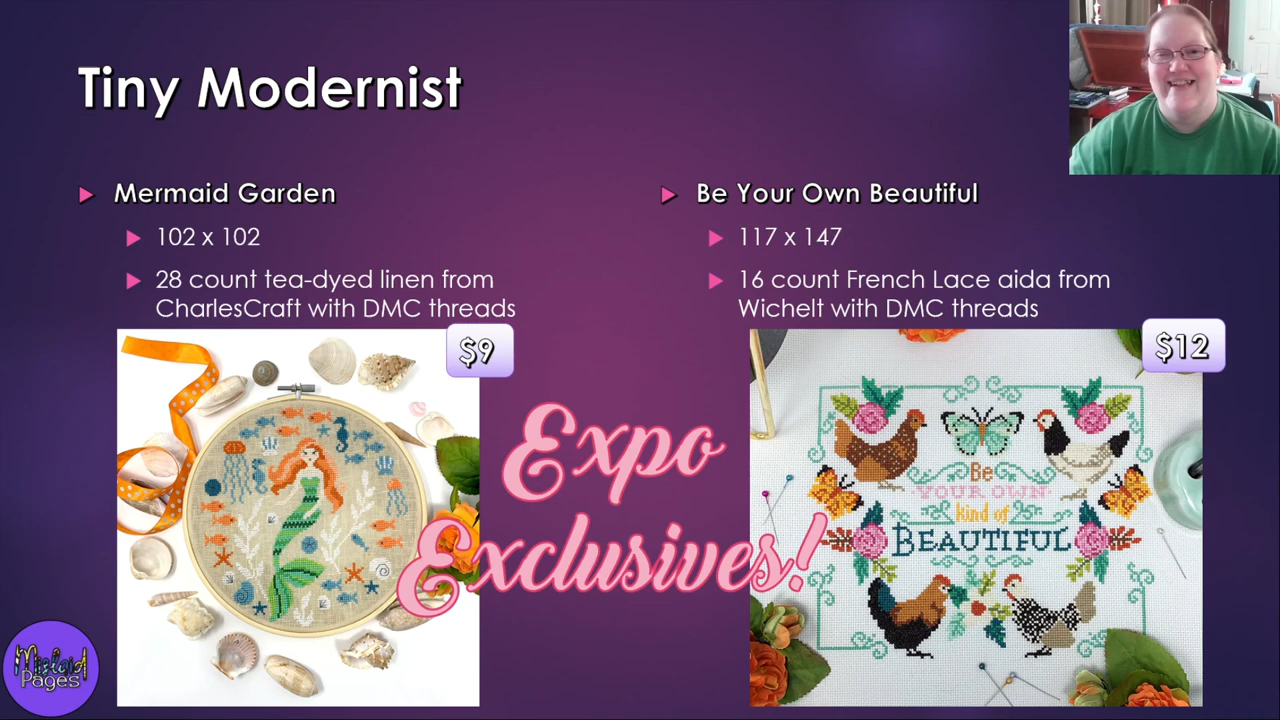 Tiny Modernist
Mermaid Garden
102 x 102
28 count tea-dyed linen from
CharlesCraft with DMC threads
$9
Be Your Own Beautiful
117 x 147
16 count French Lace aida from
Wichelt with DMC threads
$12
Expo
Exclusives!
Be
YOUR OWN
kind of
BEAUTIFUL
Mislaid
Pages